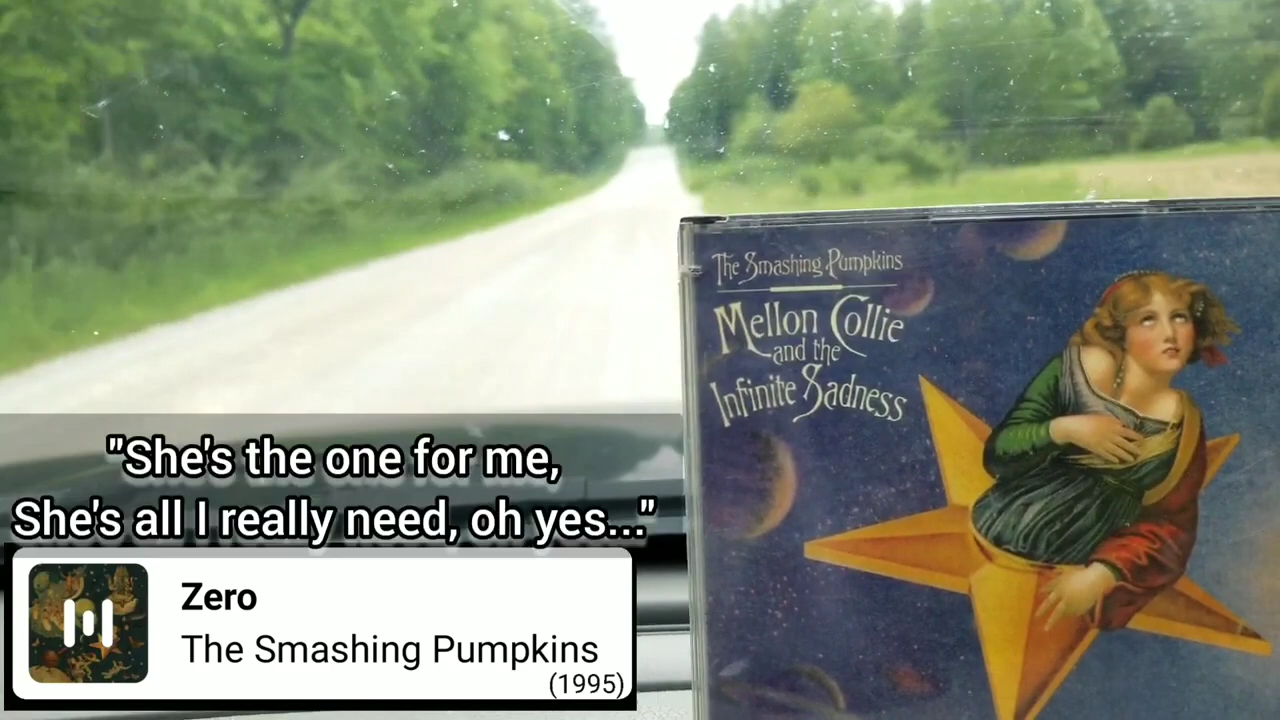 The Smashing Pumpkins
Mellon Collie
and the
Infinite Sadness
"She's the one for me,
She's all I really need, oh yes..."
Zero
The Smashing Pumpkins
(1995)